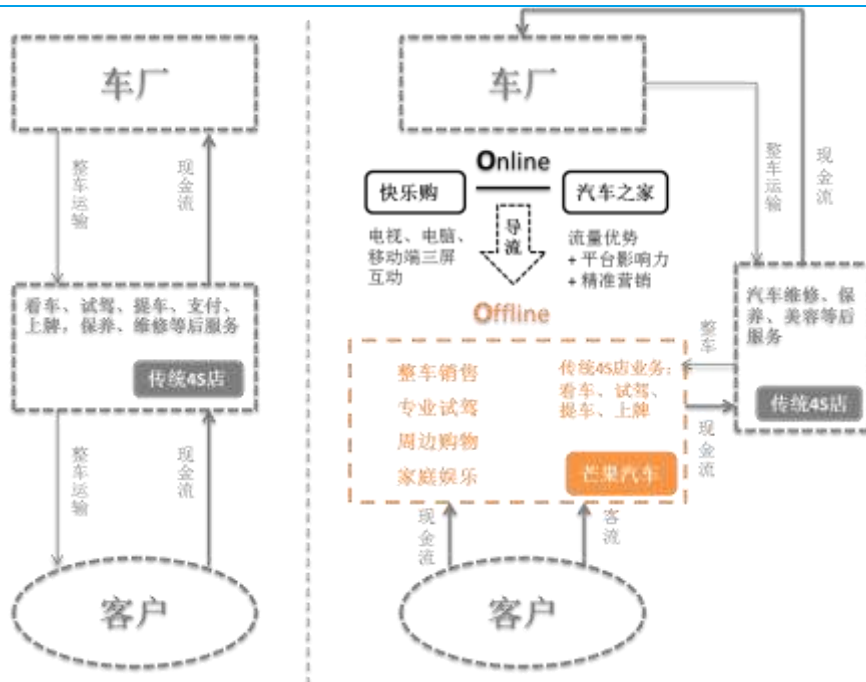 车厂
整车运输
现金流
看车、试驾、提车、支付、
上牌，保养、维修等后服务
传统4S店
整车运输
现金流
客户
车厂
整车运输
现金流
Online
快乐购
汽车之家
导流
电视、电脑、
移动端三屏
互动
流量优势
+ 平台影响力
+ 精准营销
Offline
整车销售
专业试驾
周边购物
家庭娱乐
传统4S店业务：
看车、试驾、
提车、上牌
芒果汽车
整车
现金流
汽车维修、保
养、美容等后
服务
传统4S店
现金流
客流
客户